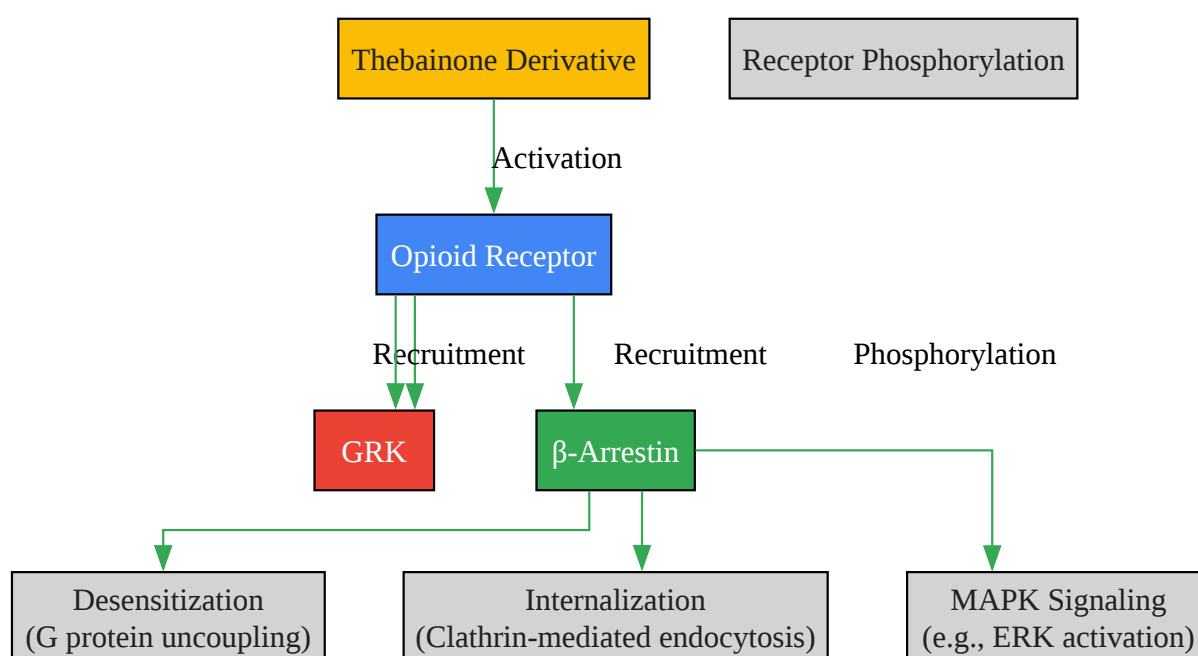 Thebainone Derivative
Receptor Phosphorylation
Activation
Opioid Receptor
Recruitment
Recruitment
Phosphorylation
GRK
β-Arrestin
Desensitization
(G protein uncoupling)
Internalization
(Clathrin-mediated endocytosis)
MAPK Signaling
(e.g., ERK activation)